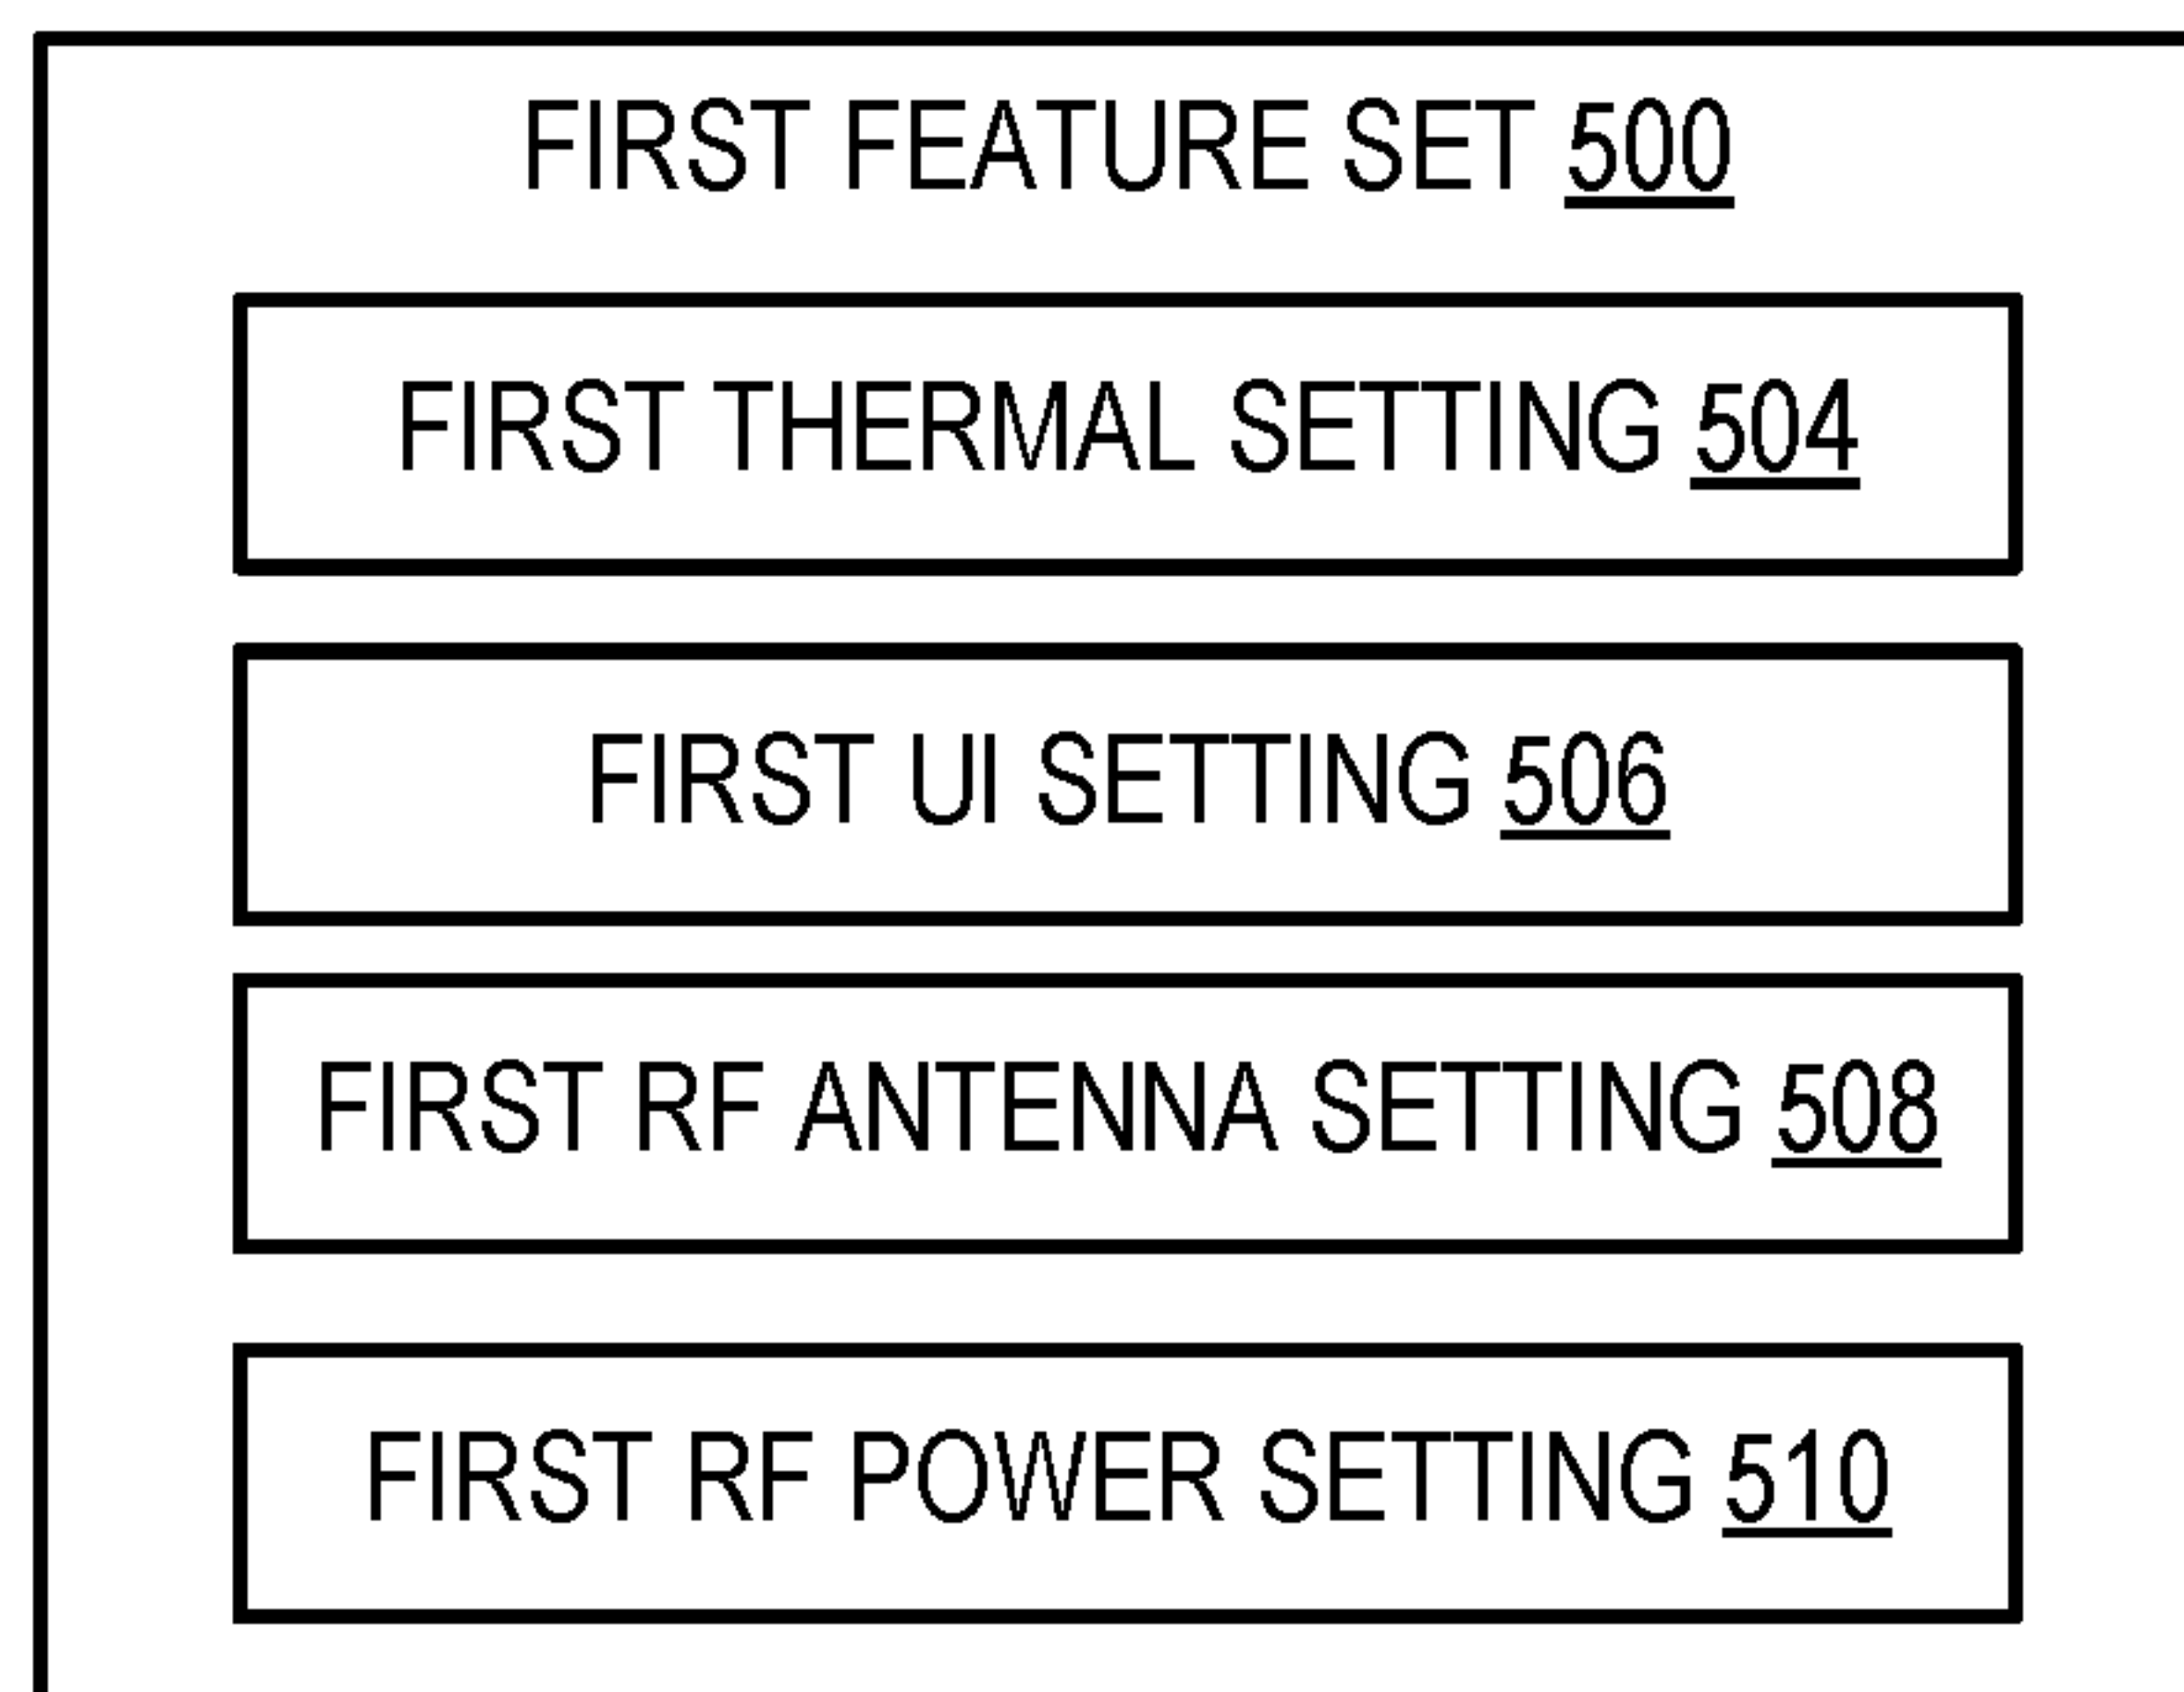 FIRST FEATURE SET 500
FIRST THERMAL SETTING 504
FIRST UI SETTING 506
FIRST RF ANTENNA SETTING 508
FIRST RF POWER SETTING 510